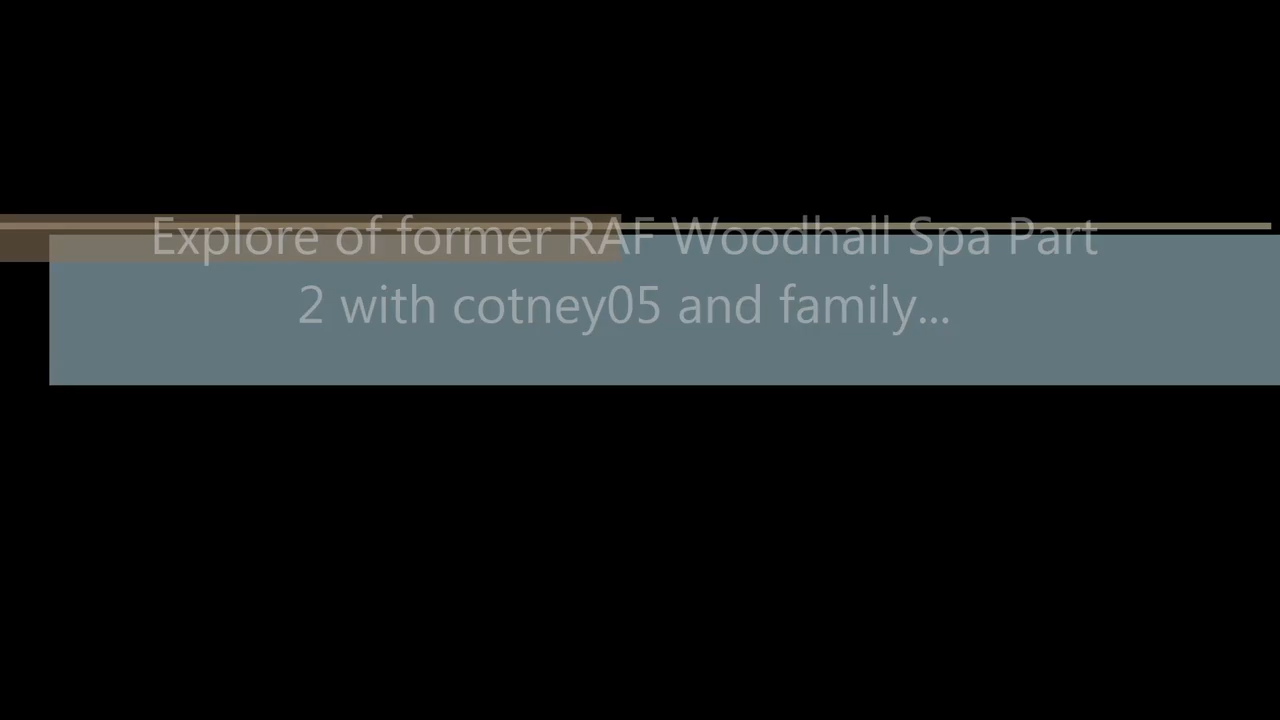 Explore of former RAF Woodhall Spa Part
2 with cotney05 and family...